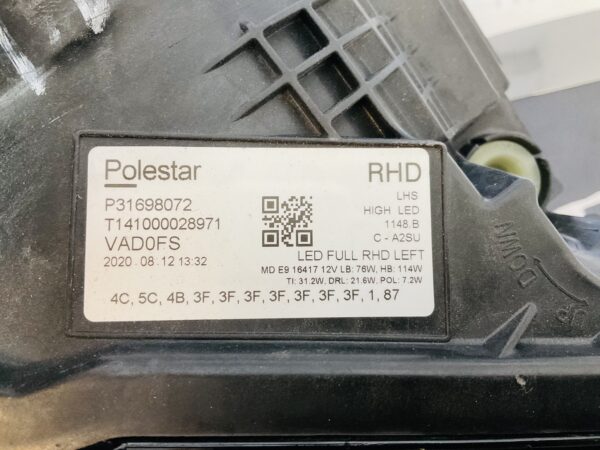 Polestar
RHD
P31698072
LHS
HIGH LED
T141000028971
1148.B
VAD0FS
C - A2SU
2020 . 08 . 12 13:32
LED FULL RHD LEFT
MD E9 16417 12V LB: 76W, HB: 114W
TI: 31.2W, DRL: 21.6W, POL: 7.2W
4C, 5C, 4B, 3F, 3F, 3F, 3F, 3F, 3F, 3F, 1, 87
UP
DOWN